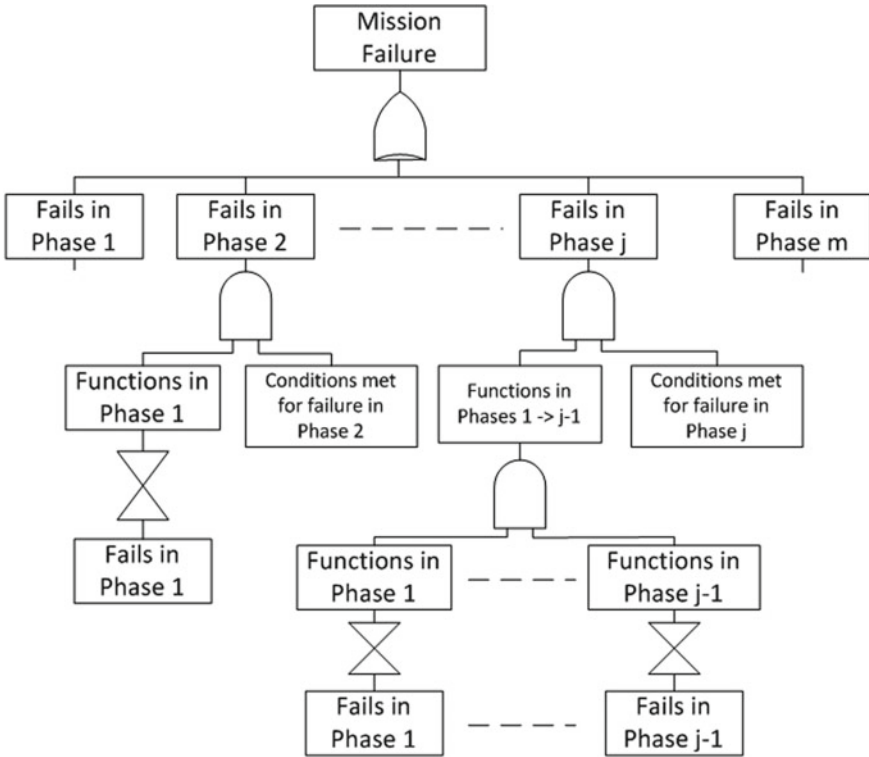 Mission
Failure
Fails in
Phase 1
Fails in
Phase 2
Fails in
Phase j
Fails in
Phase m
Functions in
Phase 1
Conditions met
for failure in
Phase 2
Functions in
Phases 1 -> j-1
Conditions met
for failure in
Phase j
Fails in
Phase 1
Functions in
Phase 1
Functions in
Phase j-1
Fails in
Phase 1
Fails in
Phase j-1